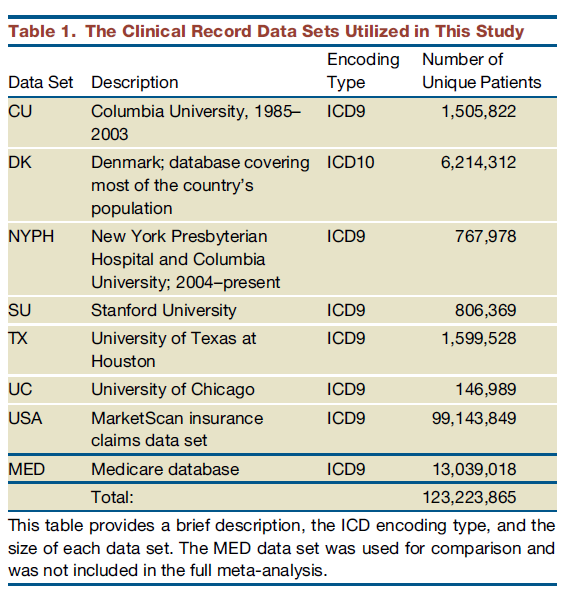 Table 1. The Clinical Record Data Sets Utilized in This Study
Encoding Number of
Data Set Description Type Unique Patients
CU Columbia University, 1985– ICD9 1,505,822
2003
DK Denmark; database covering ICD10 6,214,312
most of the country's
population
NYPH New York Presbyterian ICD9 767,978
Hospital and Columbia
University; 2004–present
SU Stanford University ICD9 806,369
TX University of Texas at ICD9 1,599,528
Houston
UC University of Chicago ICD9 146,989
USA MarketScan insurance ICD9 99,143,849
claims data set
MED Medicare database ICD9 13,039,018
Total: 123,223,865
This table provides a brief description, the ICD encoding type, and the
size of each data set. The MED data set was used for comparison and
was not included in the full meta-analysis.